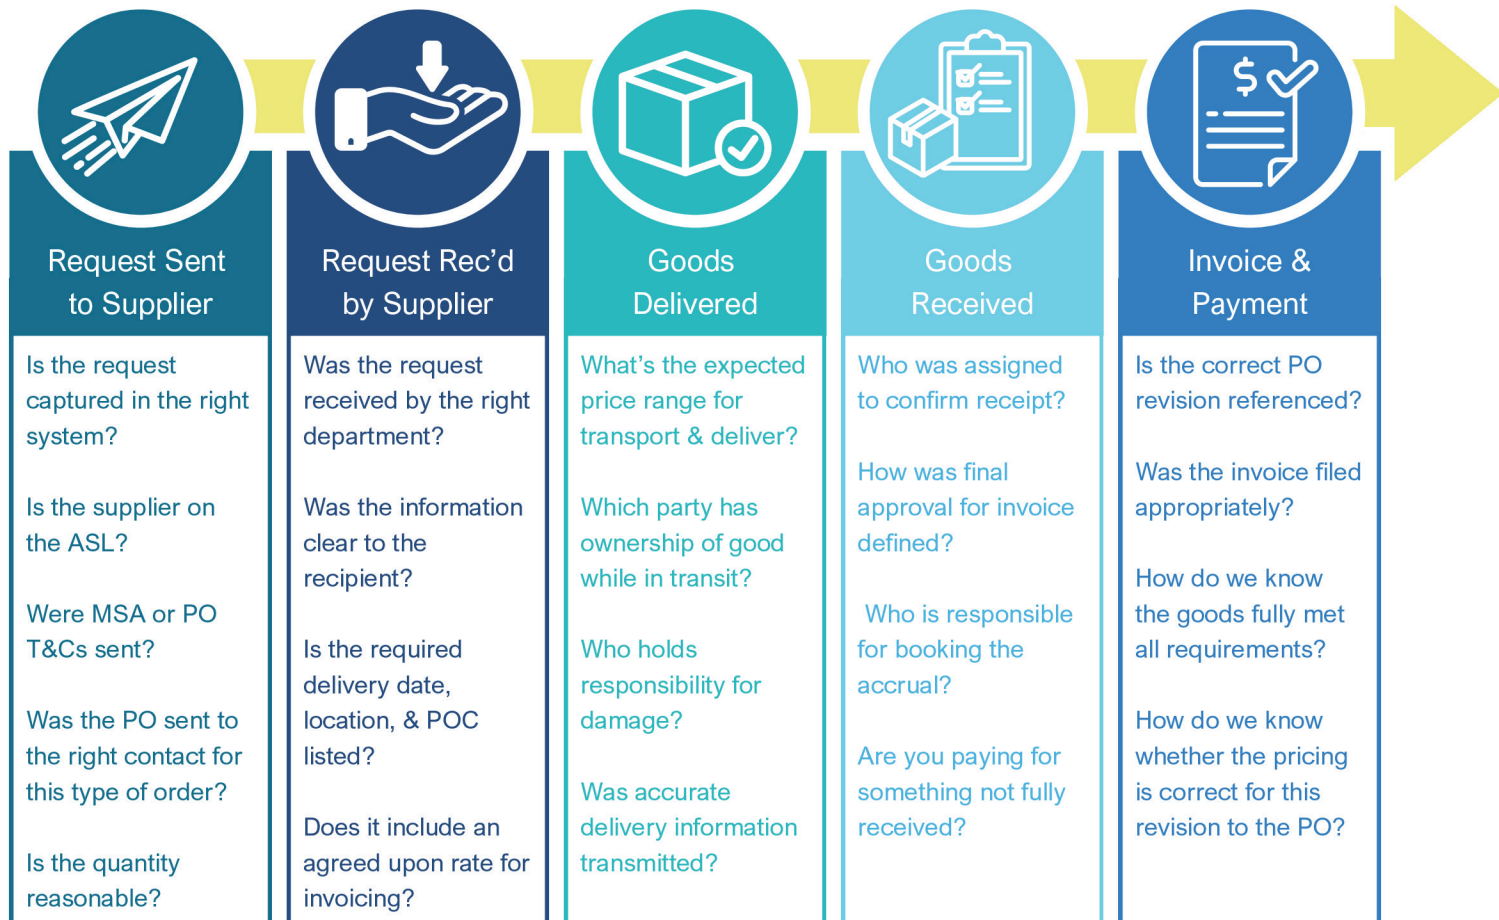 Request Sent
to Supplier
Is the request
captured in the right
system?
Is the supplier on
the ASL?
Were MSA or PO
T&Cs sent?
Was the PO sent to
the right contact for
this type of order?
Is the quantity
reasonable?
Request Rec’d
by Supplier
Was the request
received by the right
department?
Was the information
clear to the
recipient?
Is the required
delivery date,
location, & POC
listed?
Does it include an
agreed upon rate for
invoicing?
Goods
Delivered
What’s the expected
price range for
transport & deliver?
Which party has
ownership of good
while in transit?
Who holds
responsibility for
damage?
Was accurate
delivery information
transmitted?
Goods
Received
Who was assigned
to confirm receipt?
How was final
approval for invoice
defined?
Who is responsible
for booking the
accrual?
Are you paying for
something not fully
received?
$
Invoice &
Payment
Is the correct PO
revision referenced?
Was the invoice filed
appropriately?
How do we know
the goods fully met
all requirements?
How do we know
whether the pricing
is correct for this
revision to the PO?